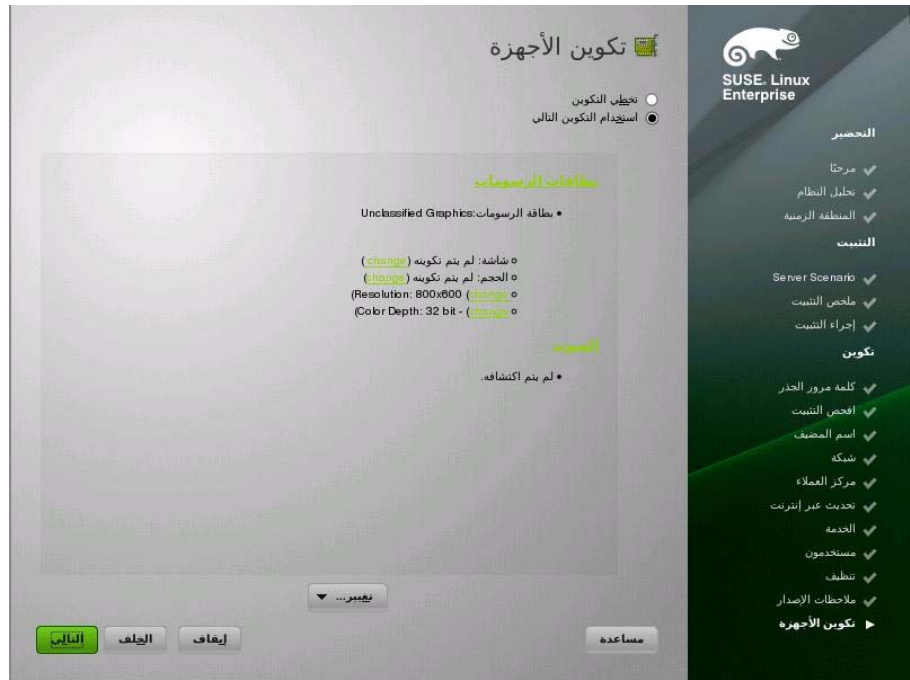 تكوين الأجهزة
تخطي التكوين
استخدام التكوين التالي
بطاقات الرسومات
• بطاقة الرسومات:Unclassified Graphics
شاشة: لم يتم تكوينه (change)
الحجم: لم يتم تكوينه (change)
(Resolution: 800x600 (change
(Color Depth: 32 bit - (change
الصوت
• لم يتم اكتشافه.
تغيير...
مساعدة
إيقاف
الخلف
التالي
SUSE. Linux
Enterprise
التحضير
مرحبًا
تحليل النظام
المنطقة الزمنية
التثبيت
Server Scenario
ملخص التثبيت
إجراء التثبيت
تكوين
كلمة مرور الجذر
افحص التثبيت
اسم المضيف
شبكة
مركز العملاء
تحديث عبر إنترنت
الخدمة
مستخدمون
تنظيف
ملاحظات الإصدار
تكوين الأجهزة